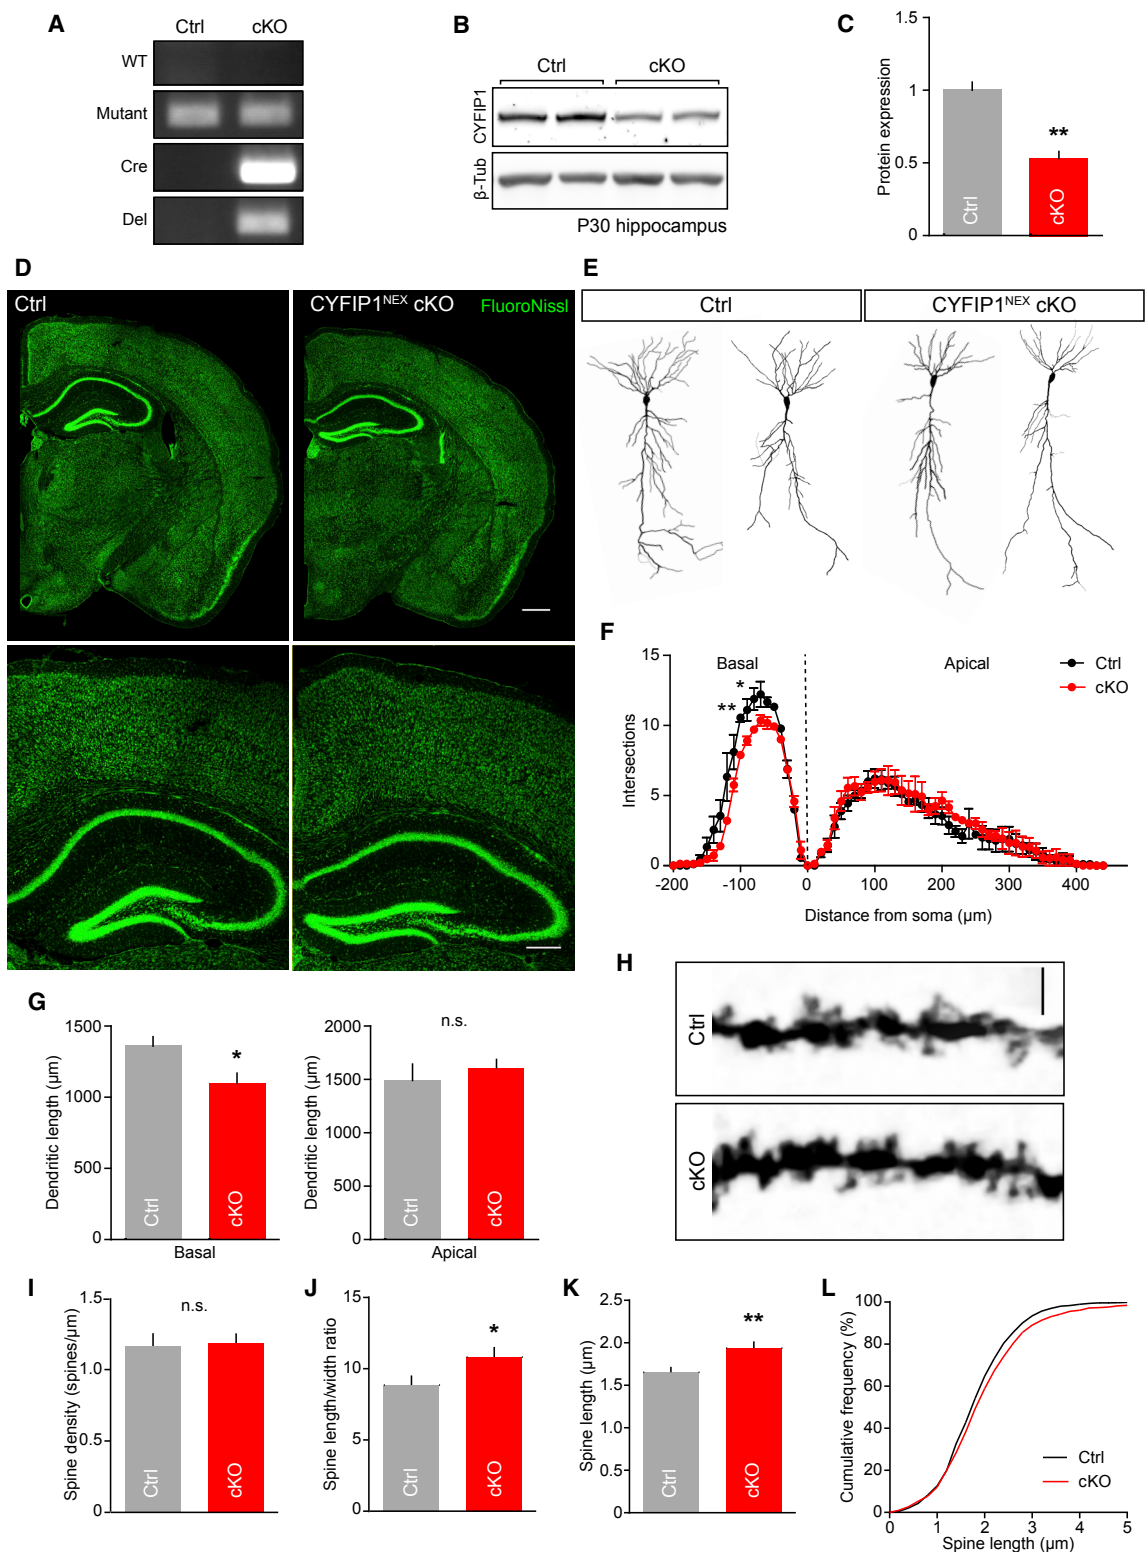 A
Ctrl cKO
WT
Mutant
Cre
Del
B
Ctrl cKO
CYFIP1
β-Tub
P30 hippocampus
C
Protein expression
1.5
1
0.5
0
Ctrl
cKO
**
D
Ctrl
CYFIP1NEX cKO
FluoroNissl
E
Ctrl
CYFIP1NEX cKO
F
Intersections
15
10
5
0
Basal
Apical
*
**
Ctrl
cKO
-200 -100 0 100 200 300 400
Distance from soma (µm)
G
Dendritic length (µm)
1500
1000
500
0
Ctrl
cKO
*
Basal
Dendritic length (µm)
2000
1500
1000
500
0
n.s.
Ctrl
cKO
Apical
H
Ctrl
cKO
I
Spine density (spines/µm)
1.5
1.0
0.5
0
n.s.
Ctrl
cKO
J
Spine length/width ratio
15
10
5
0
*
Ctrl
cKO
K
Spine length (µm)
2.5
2.0
1.5
1.0
0.5
0
**
Ctrl
cKO
L
Cumulative frequency (%)
100
80
60
40
20
0
Ctrl
cKO
0 1 2 3 4 5
Spine length (µm)